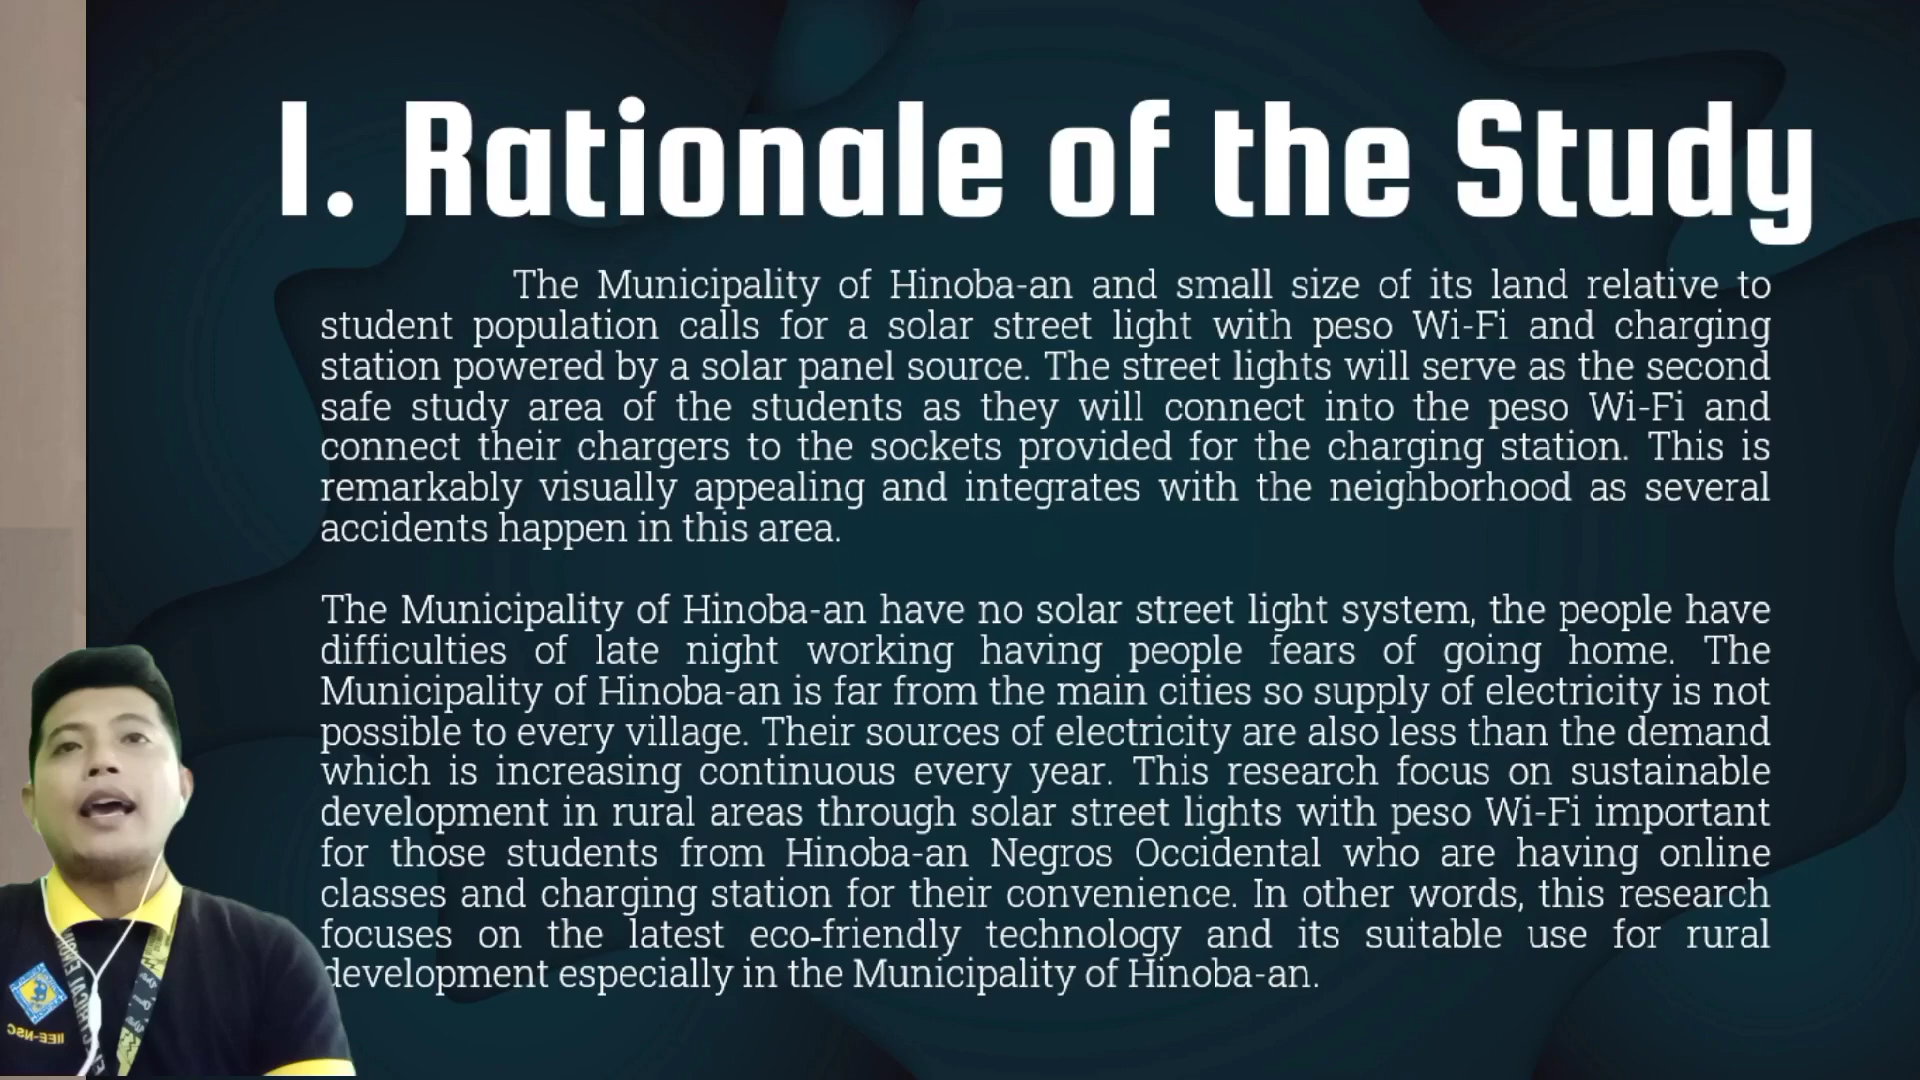 I. Rationale of the Study
The Municipality of Hinoba-an and small size of its land relative to
student population calls for a solar street light with peso Wi-Fi and charging
station powered by a solar panel source. The street lights will serve as the second
safe study area of the students as they will connect into the peso Wi-Fi and
connect their chargers to the sockets provided for the charging station. This is
remarkably visually appealing and integrates with the neighborhood as several
accidents happen in this area.
The Municipality of Hinoba-an have no solar street light system, the people have
difficulties of late night working having people fears of going home. The
Municipality of Hinoba-an is far from the main cities so supply of electricity is not
possible to every village. Their sources of electricity are also less than the demand
which is increasing continuous every year. This research focus on sustainable
development in rural areas through solar street lights with peso Wi-Fi important
for those students from Hinoba-an Negros Occidental who are having online
classes and charging station for their convenience. In other words, this research
focuses on the latest eco-friendly technology and its suitable use for rural
development especially in the Municipality of Hinoba-an.
IIEE-NSC